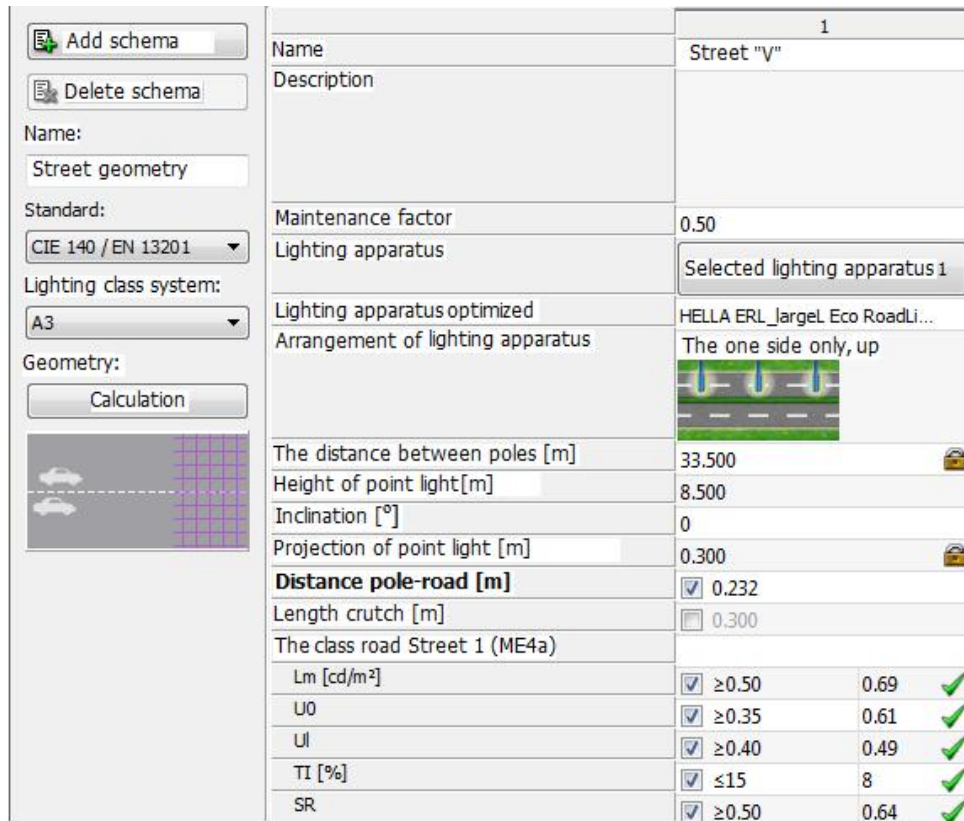 Add schema
Delete schema
Name:
Street geometry
Standard:
CIE 140 / EN 13201
Lighting class system:
A3
Geometry:
Calculation
1
Name Street "V"
Description
Maintenance factor 0.50
Lighting apparatus Selected lighting apparatus 1
Lighting apparatus optimized HELLA ERL_largeL Eco RoadLi...
Arrangement of lighting apparatus The one side only, up
The distance between poles [m] 33.500
Height of point light[m] 8.500
Inclination [°] 0
Projection of point light [m] 0.300
Distance pole-road [m] 0.232
Length crutch [m] 0.300
The class road Street 1 (ME4a)
Lm [cd/m²] ≥0.50 0.69
U0 ≥0.35 0.61
Ul ≥0.40 0.49
TI [%] ≤15 8
SR ≥0.50 0.64